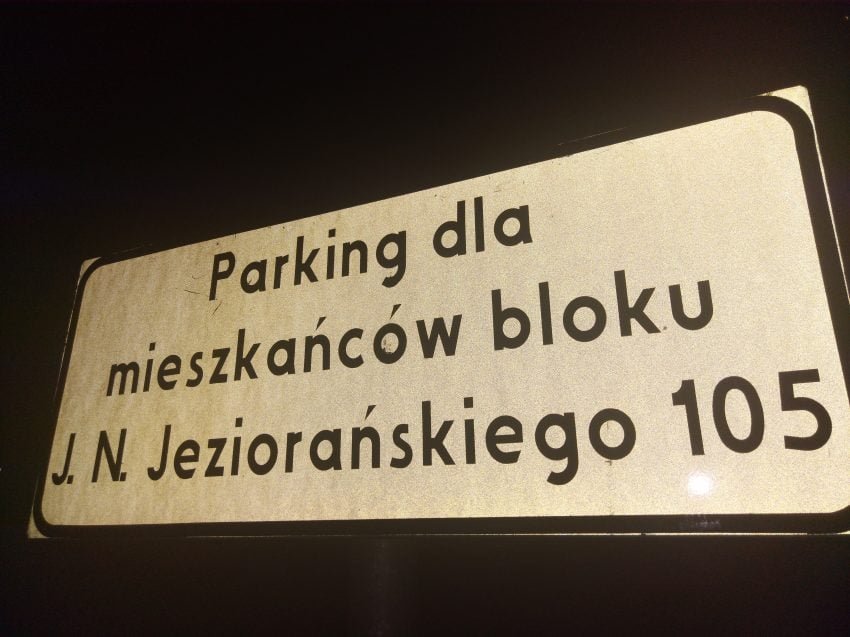 Parking dla
mieszkańców bloku
J. N. Jeziorańskiego 105